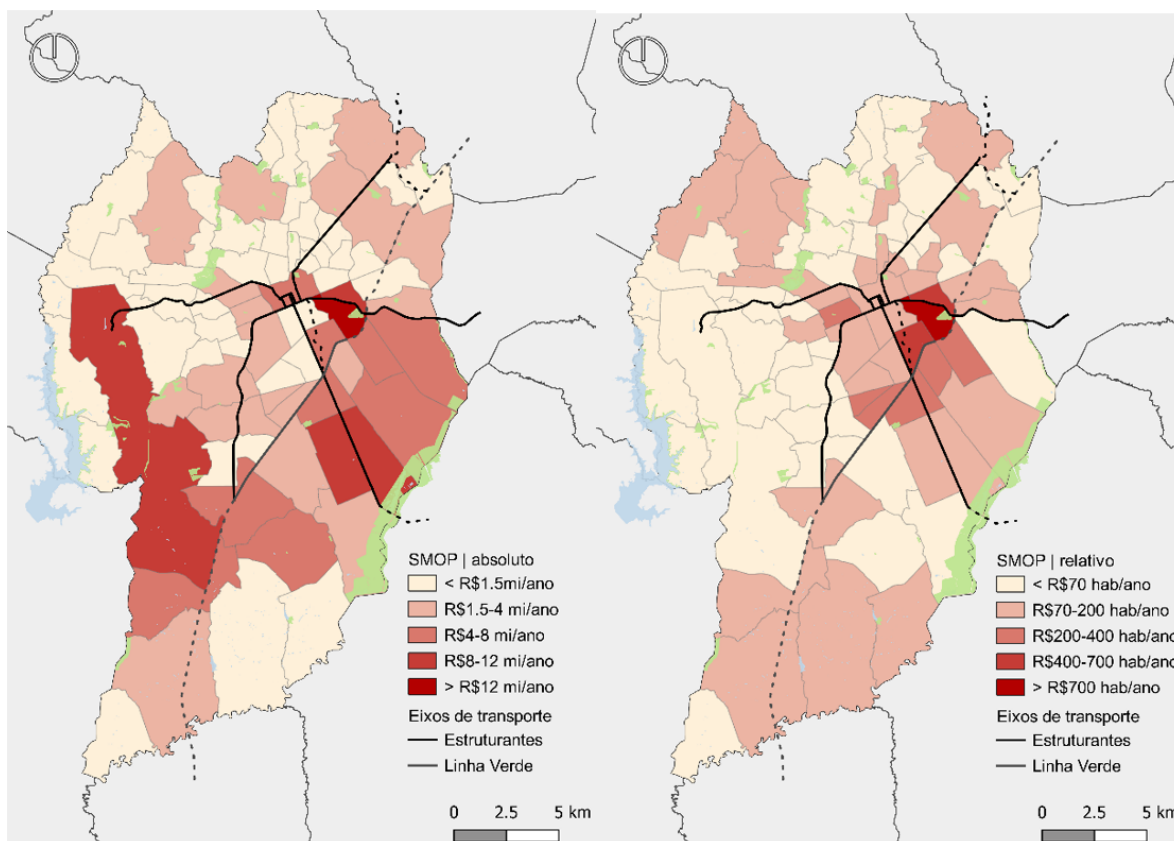 SMOP | absoluto
< R$1.5mi/ano
R$1.5-4 mi/ano
R$4-8 mi/ano
R$8-12 mi/ano
> R$12 mi/ano
Eixos de transporte
Estruturantes
Linha Verde
0 2.5 5 km
SMOP | relativo
< R$70 hab/ano
R$70-200 hab/ano
R$200-400 hab/ano
R$400-700 hab/ano
> R$700 hab/ano
Eixos de transporte
Estruturantes
Linha Verde
0 2.5 5 km